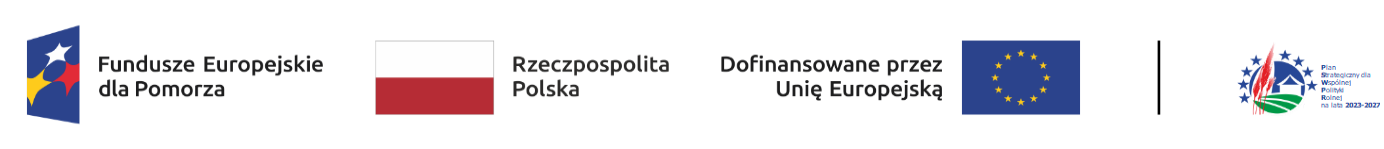 Fundusze Europejskie
dla Pomorza
Rzeczpospolita
Polska
Dofinansowane przez
Unię Europejską
Plan
Strategiczny dla
Wspólnej
Polityki
Rolnej
na lata 2023-2027